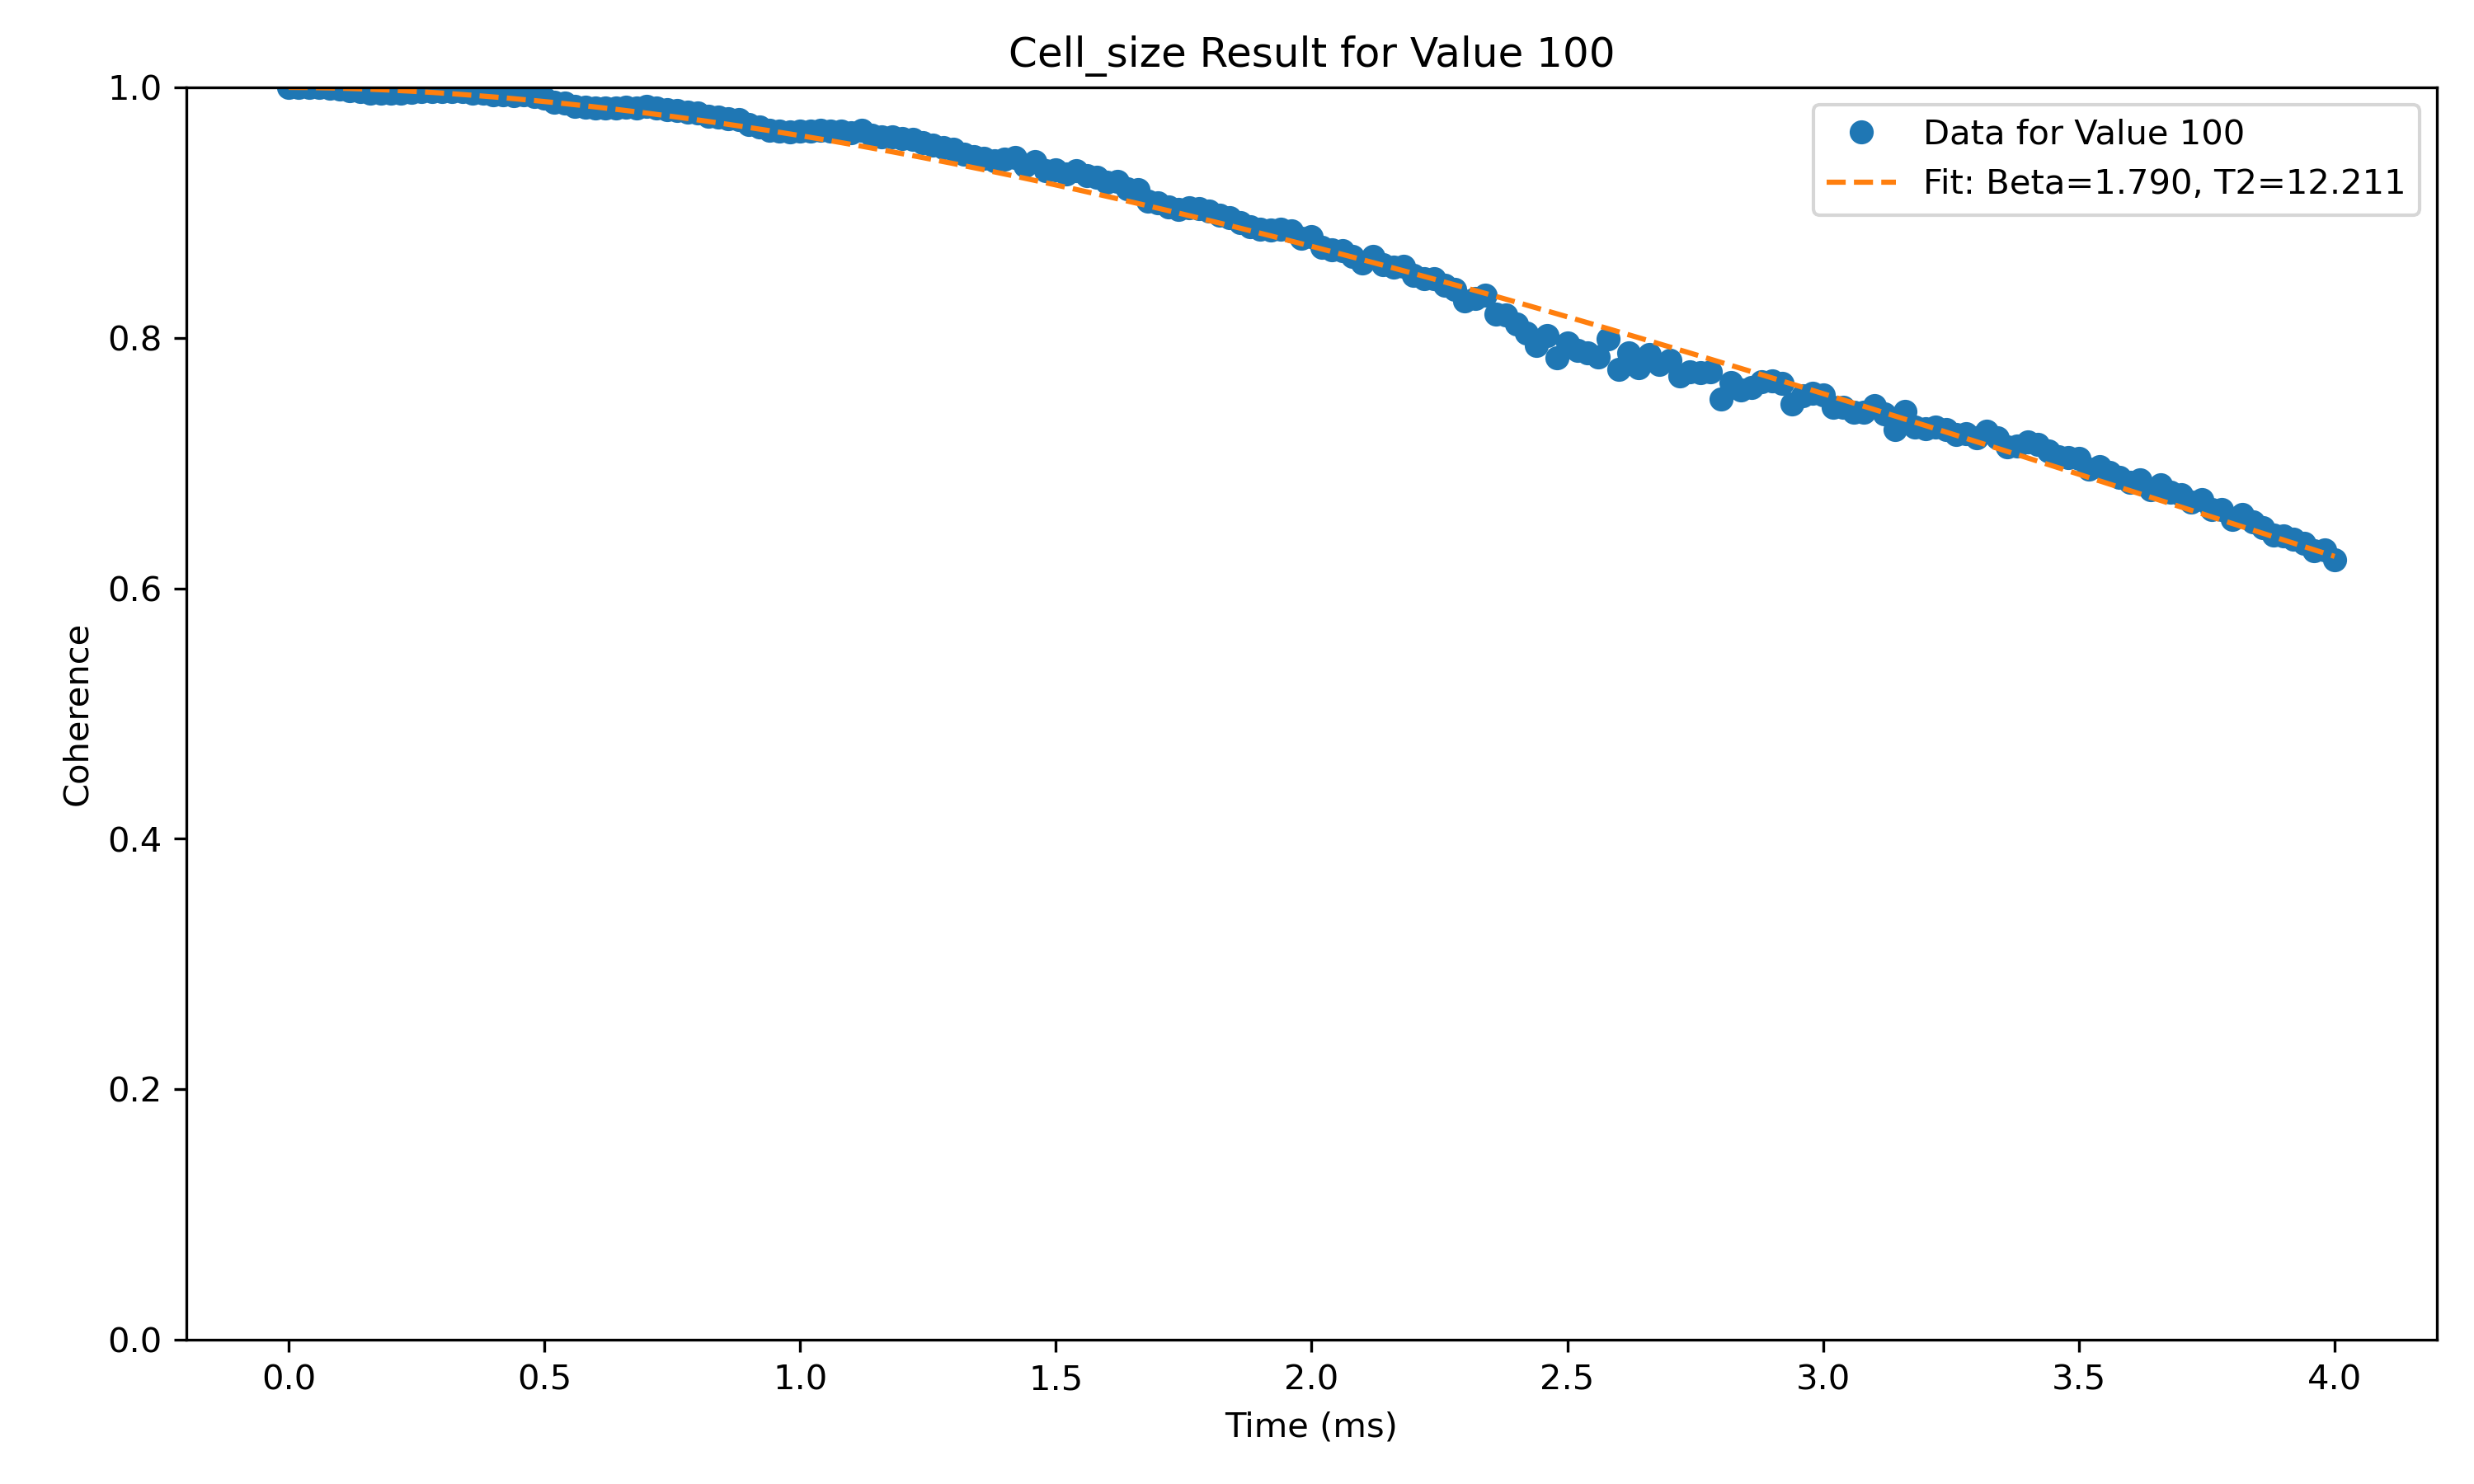 Cell_size Result for Value 100
Data for Value 100
Fit: Beta=1.790, T2=12.211
1.0
0.8
0.6
0.4
0.2
0.0
Coherence
0.0 0.5 1.0 1.5 2.0 2.5 3.0 3.5 4.0
Time (ms)